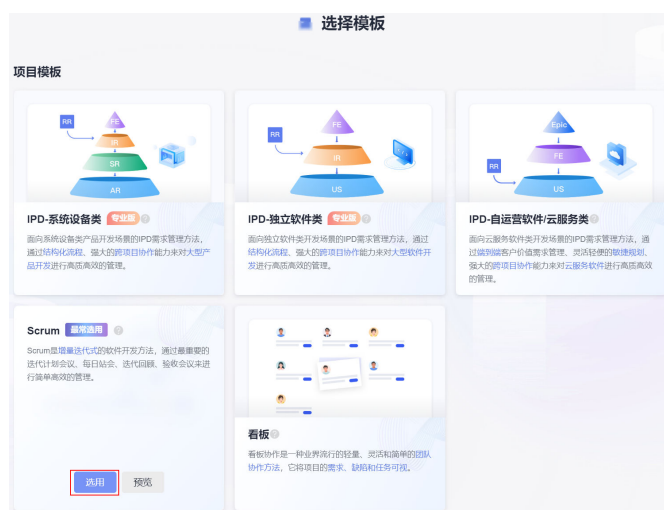 选择模板
项目模板
RR
FE
IR
SR
AR
IPD-系统设备类 专业版
面向系统设备类产品开发场景的IPD需求管理方法，
通过结构化流程、强大的跨项目协作能力来对大型产
品开发进行高质高效的管理。
RR
FE
IR
US
IPD-独立软件类 专业版
面向独立软件类开发场景的IPD需求管理方法，通过
结构化流程、强大的跨项目协作能力来对大型软件开
发进行高质高效的管理。
Epic
RR
FE
US
IPD-自运营软件/云服务类
面向云服务软件类开发场景的IPD需求管理方法，通
过端到端客户价值需求管理、灵活轻便的敏捷规划、
强大的跨项目协作能力来对云服务软件进行高质高效
的管理。
Scrum 最常选用
Scrum是增量迭代式的软件开发方法，通过最重要的
迭代计划会议、每日站会、迭代回顾、验收会议来进
行简单高效的管理。
选用 预览
看板
看板协作是一种业界流行的轻量、灵活和简单的团队
协作方法，它将项目的需求、缺陷和任务可视。